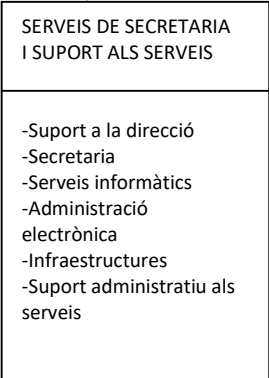 SERVEIS DE SECRETARIA
I SUPORT ALS SERVEIS
-Suport a la direcció
-Secretaria
-Serveis informàtics
-Administració
electrònica
-Infraestructures
-Suport administratiu als
serveis